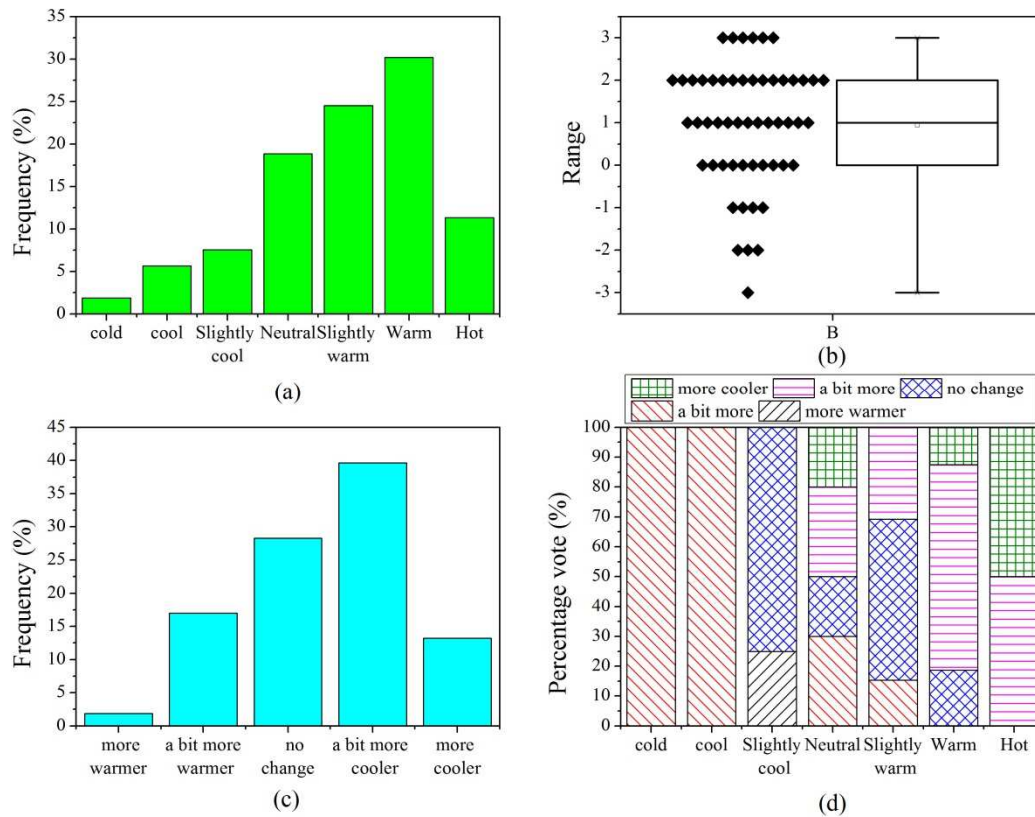 35
30
25
20
15
10
5
0
Frequency (%)
cold cool Slightly cool Neutral Slightly warm Warm Hot
(a)
3
2
1
0
-1
-2
-3
Range
B
(b)
45
40
35
30
25
20
15
10
5
0
Frequency (%)
more warmer a bit more warmer no change a bit more cooler more cooler
(c)
more cooler a bit more no change
a bit more more warmer
100
90
80
70
60
50
40
30
20
10
0
Percentage vote (%)
cold cool Slightly cool Neutral Slightly warm Warm Hot
(d)